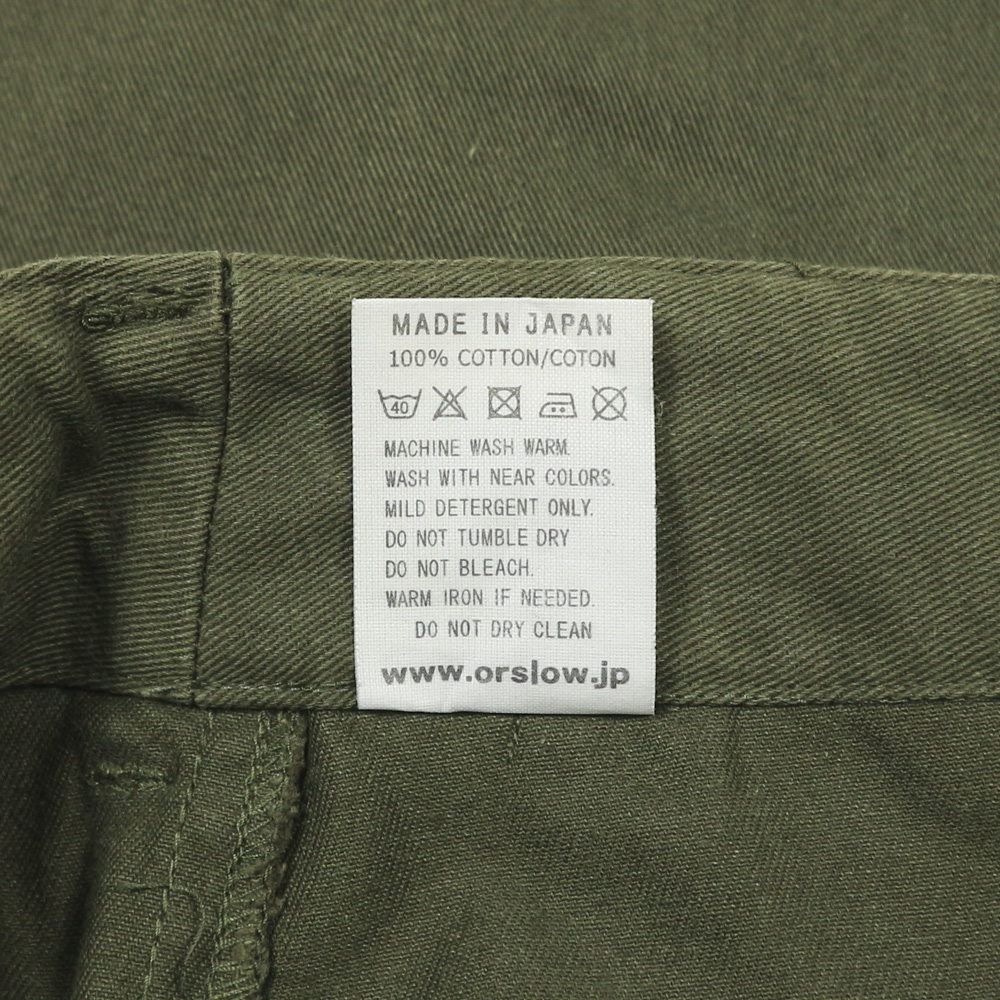 MADE IN JAPAN
100% COTTON/COTON
40
MACHINE WASH WARM.
WASH WITH NEAR COLORS.
MILD DETERGENT ONLY.
DO NOT TUMBLE DRY
DO NOT BLEACH.
WARM IRON IF NEEDED.
DO NOT DRY CLEAN
www.orslow.jp